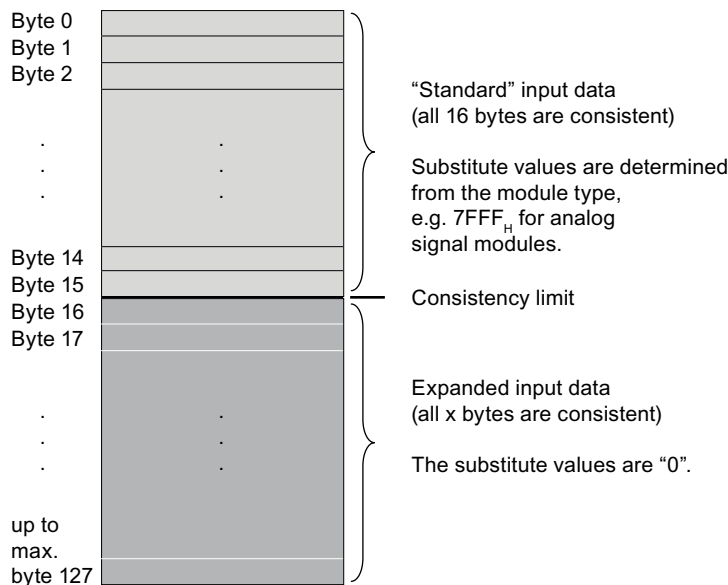 Byte 0
Byte 1
Byte 2
.
.
.
.
.
.
Byte 14
Byte 15
Byte 16
Byte 17
.
.
.
.
.
.
up to
max.
byte 127
“Standard” input data
(all 16 bytes are consistent)
Substitute values are determined
from the module type,
e.g. 7FFFH for analog
signal modules.
Consistency limit
Expanded input data
(all x bytes are consistent)
The substitute values are “0”.